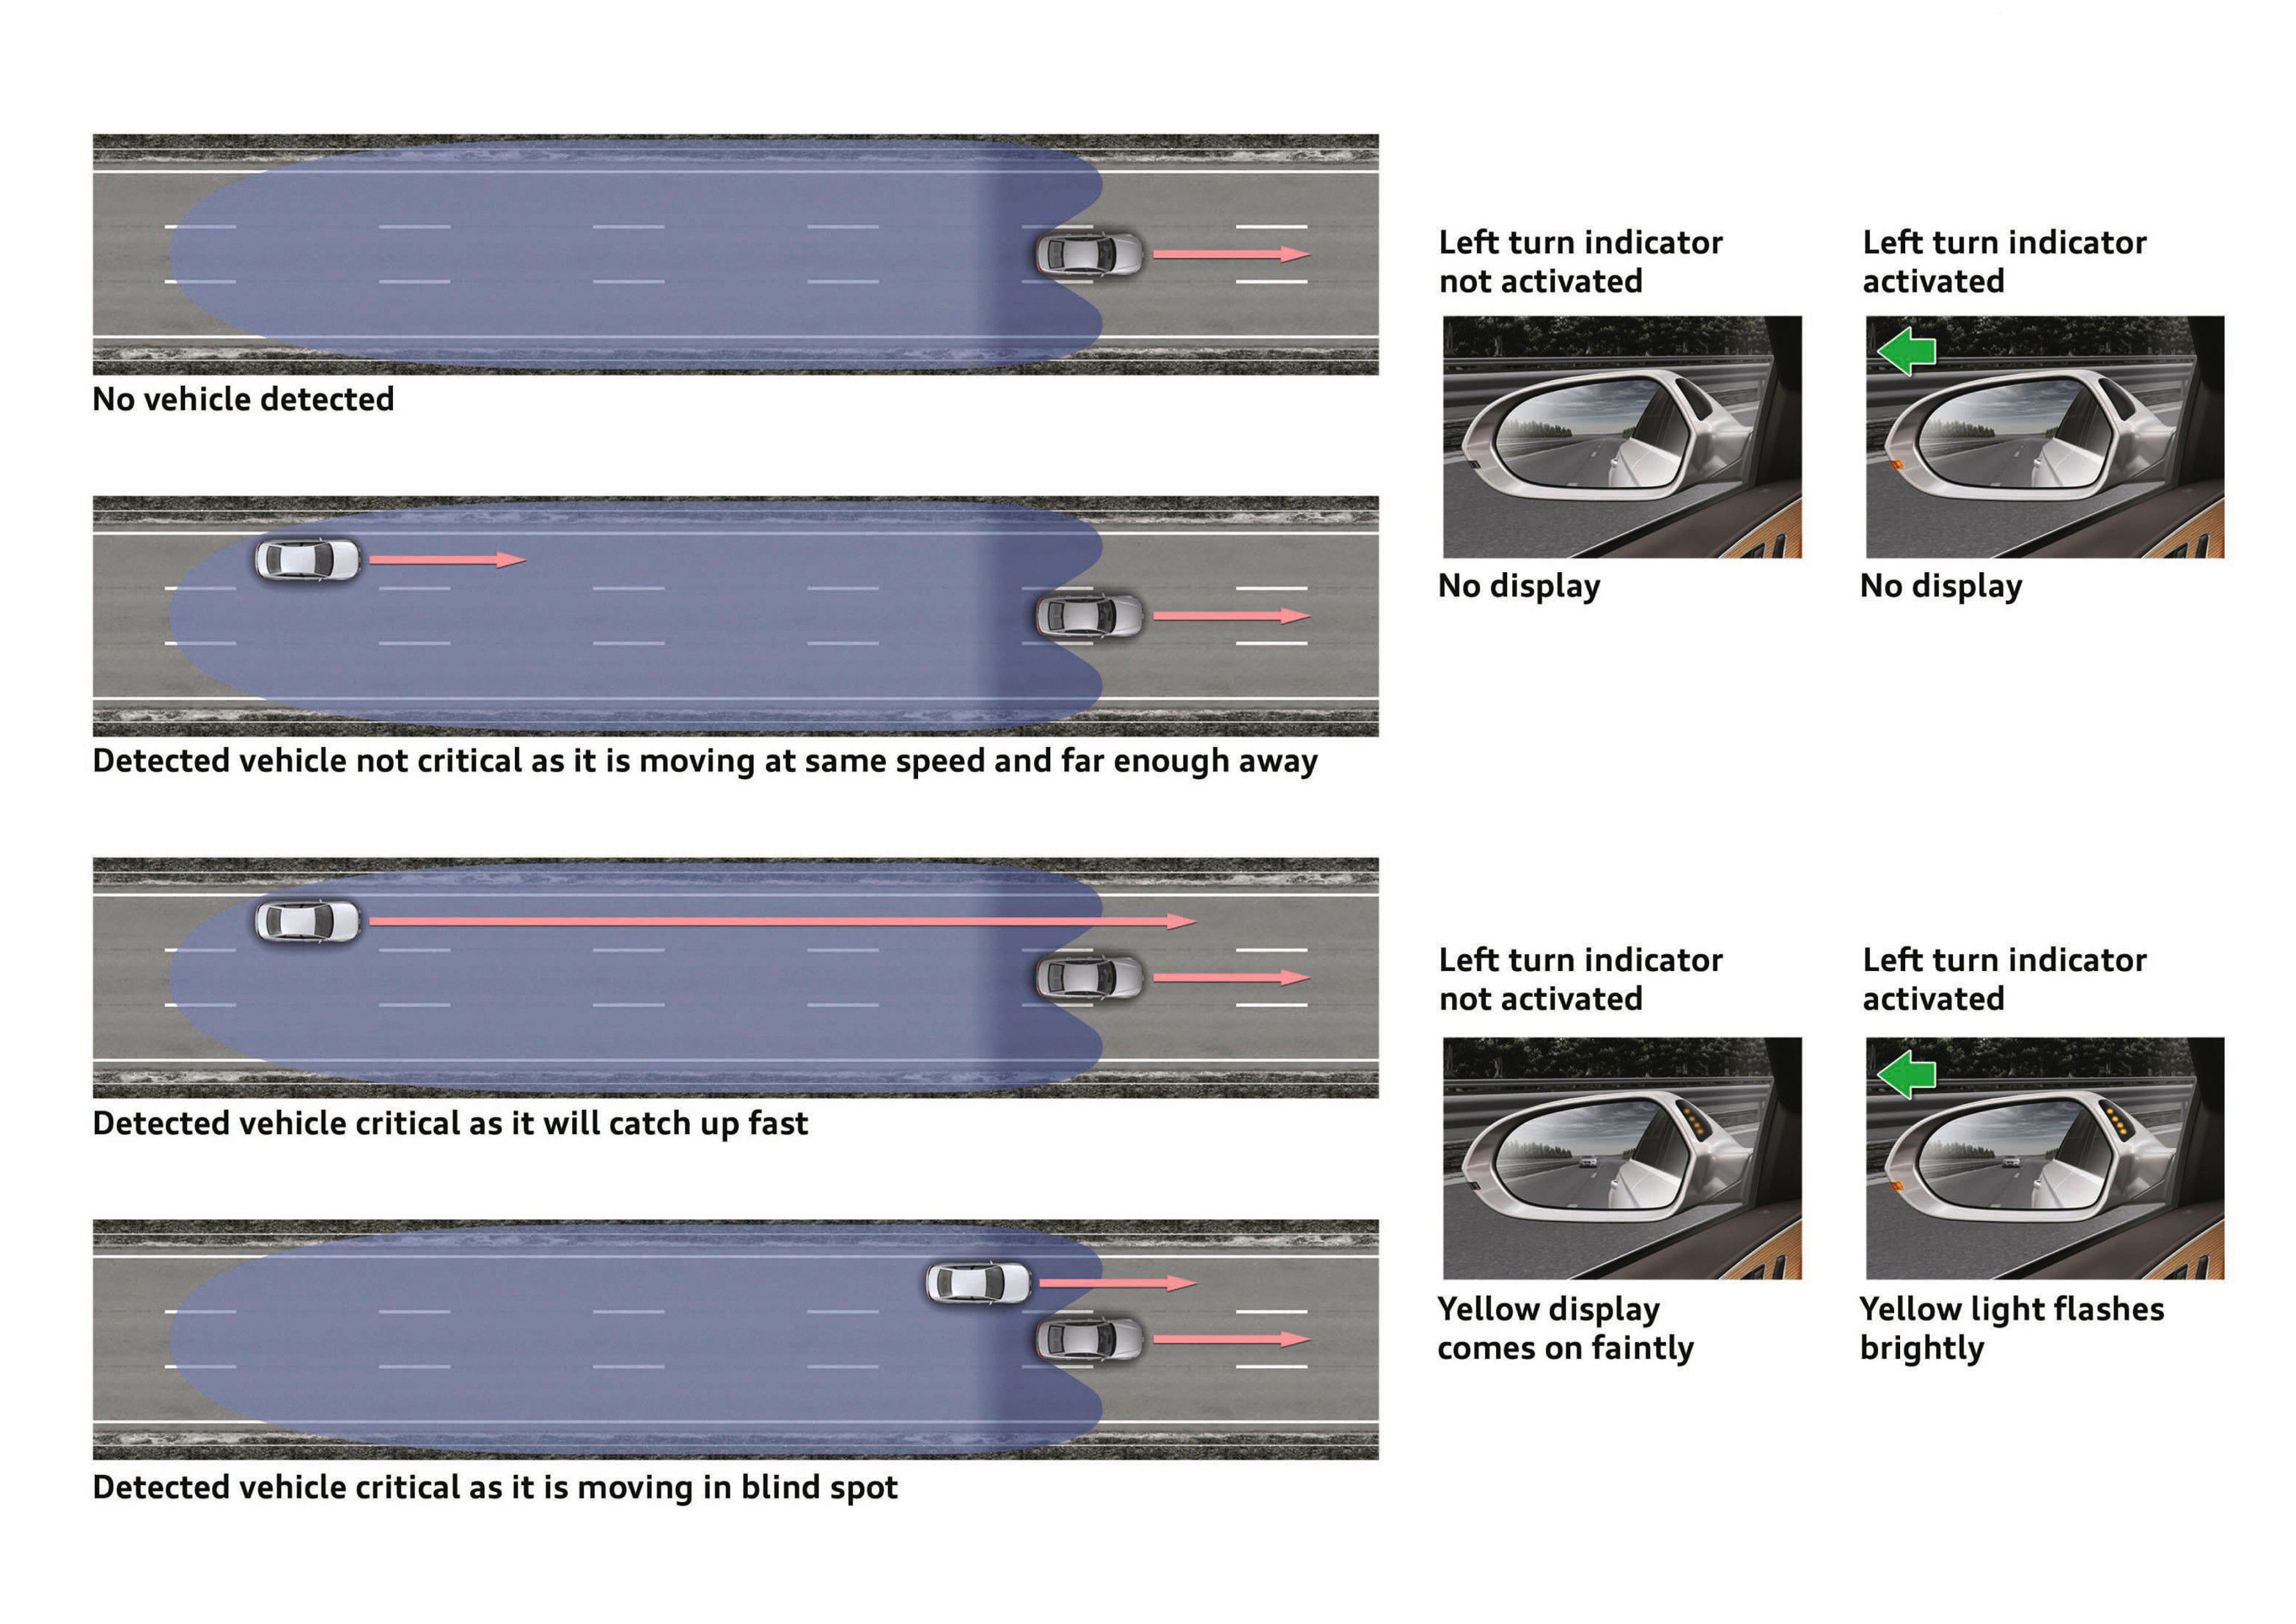 No vehicle detected
Left turn indicator
not activated
Left turn indicator
activated
No display
No display
Detected vehicle not critical as it is moving at same speed and far enough away
Detected vehicle critical as it will catch up fast
Left turn indicator
not activated
Left turn indicator
activated
Yellow display
comes on faintly
Yellow light flashes
brightly
Detected vehicle critical as it is moving in blind spot